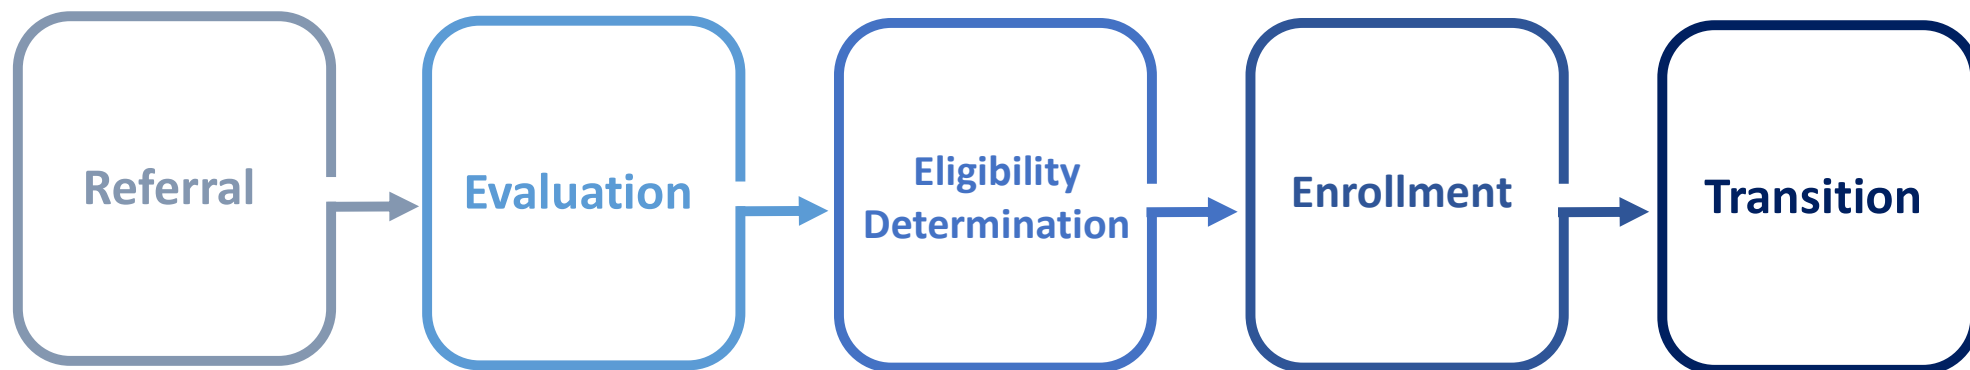 Referral
Evaluation
Eligibility
Determination
Enrollment
Transition